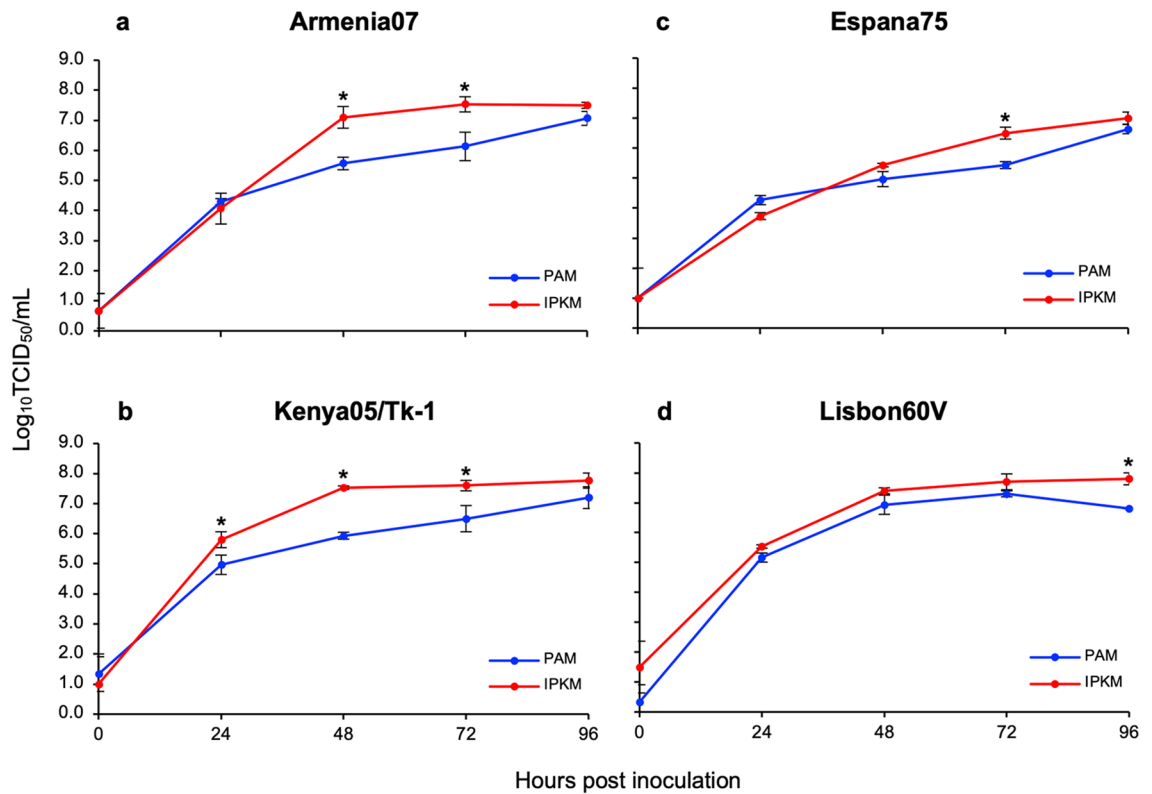 a Armenia07
9.0
8.0
7.0
6.0
5.0
4.0
3.0
2.0
1.0
0.0
*
*
PAM
IPKM
c Espana75
*
PAM
IPKM
Log10TCID50/mL
b Kenya05/Tk-1
9.0
8.0
7.0
6.0
5.0
4.0
3.0
2.0
1.0
0.0
*
*
*
PAM
IPKM
0 24 48 72 96
d Lisbon60V
*
PAM
IPKM
0 24 48 72 96
Hours post inoculation